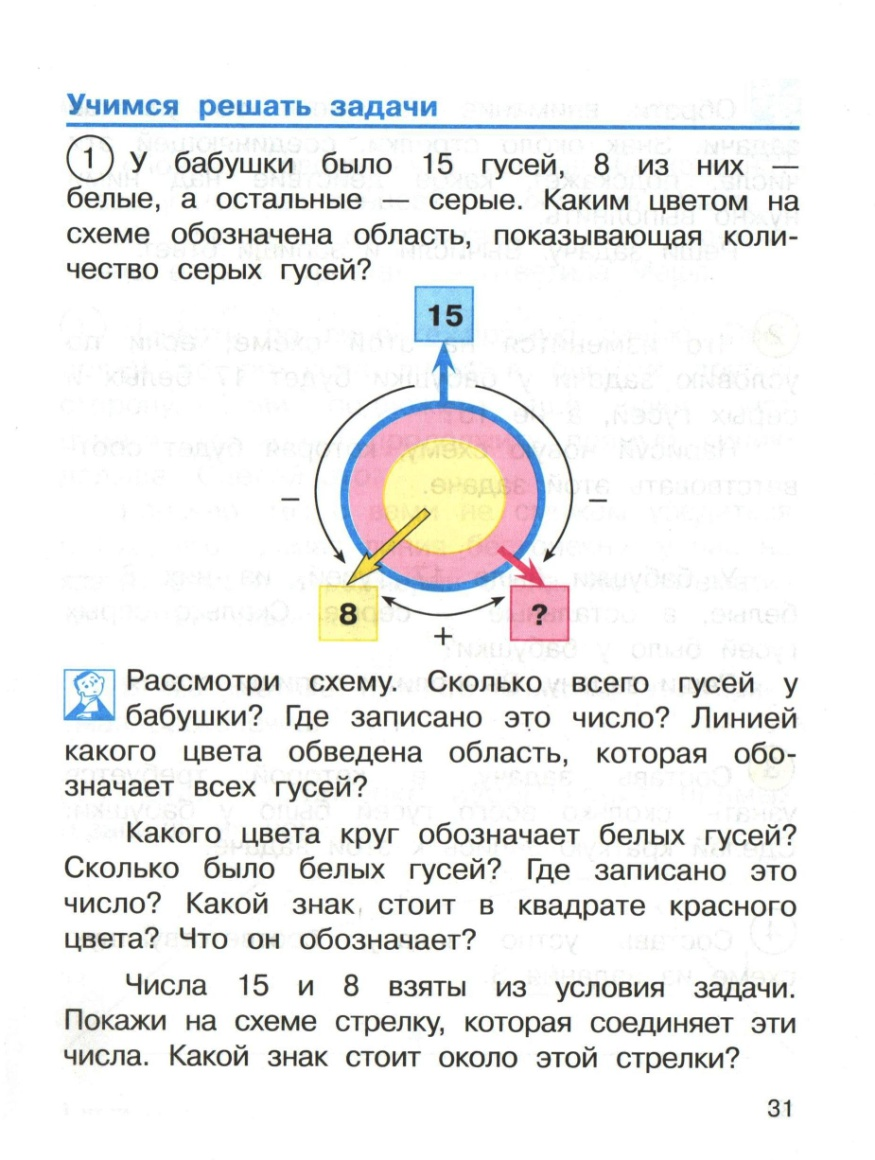 Учимся решать задачи
1 У бабушки было 15 гусей, 8 из них —
белые, а остальные — серые. Каким цветом на
схеме обозначена область, показывающая коли-
чество серых гусей?
15
– –
8 ?
+
Рассмотри схему. Сколько всего гусей у
бабушки? Где записано это число? Линией
какого цвета обведена область, которая обо-
значает всех гусей?
Какого цвета круг обозначает белых гусей?
Сколько было белых гусей? Где записано это
число? Какой знак стоит в квадрате красного
цвета? Что он обозначает?
Числа 15 и 8 взяты из условия задачи.
Покажи на схеме стрелку, которая соединяет эти
числа. Какой знак стоит около этой стрелки?
31